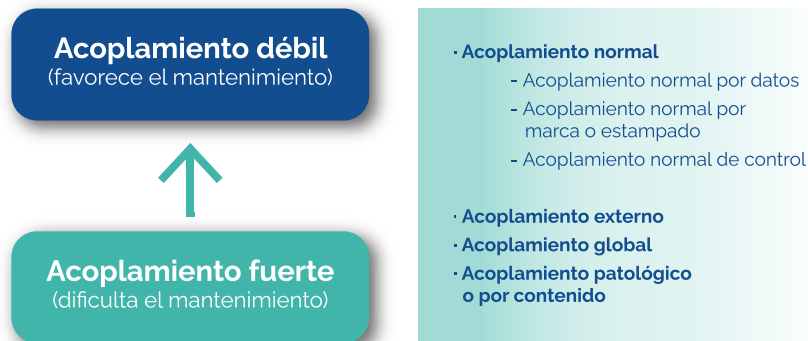 Acoplamiento débil
(favorece el mantenimiento)
Acoplamiento fuerte
(dificulta el mantenimiento)
· Acoplamiento normal
- Acoplamiento normal por datos
- Acoplamiento normal por
marca o estampado
- Acoplamiento normal de control
· Acoplamiento externo
· Acoplamiento global
· Acoplamiento patológico
o por contenido